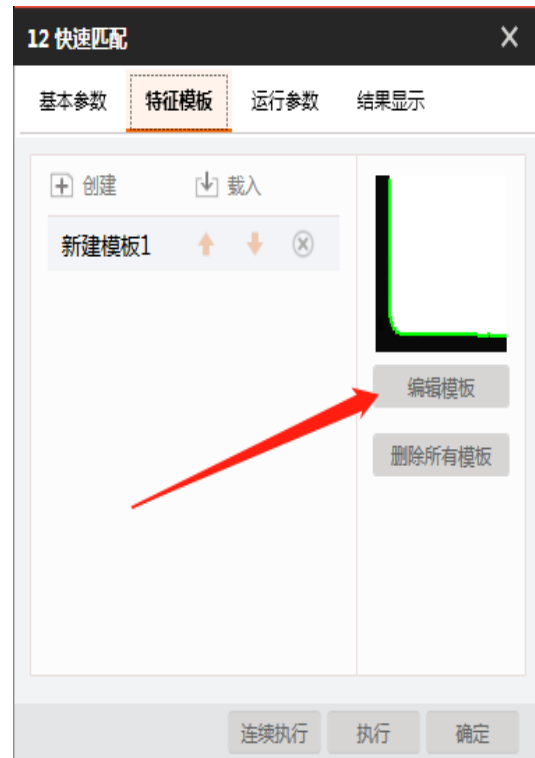 12 快速匹配
基本参数 特征模板 运行参数 结果显示
创建 载入
新建模板1
编辑模板
删除所有模板
连续执行 执行 确定